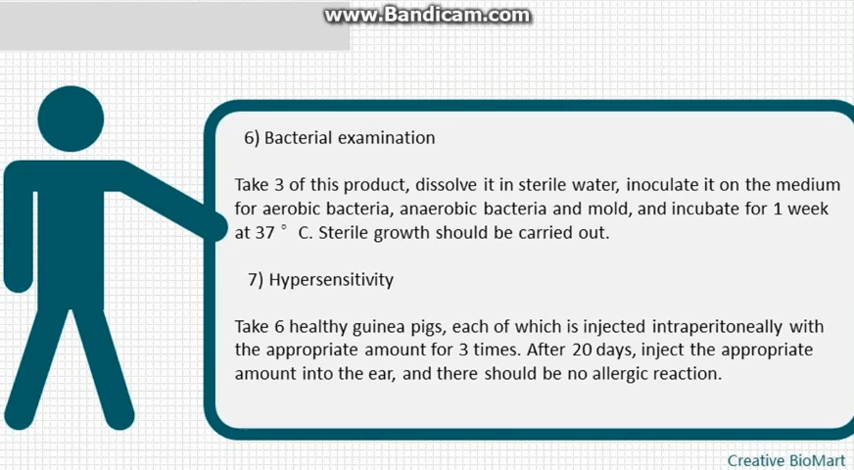 www.Bandicam.com
6) Bacterial examination
Take 3 of this product, dissolve it in sterile water, inoculate it on the medium
for aerobic bacteria, anaerobic bacteria and mold, and incubate for 1 week
at 37 ° C. Sterile growth should be carried out.
7) Hypersensitivity
Take 6 healthy guinea pigs, each of which is injected intraperitoneally with
the appropriate amount for 3 times. After 20 days, inject the appropriate
amount into the ear, and there should be no allergic reaction.
Creative BioMart